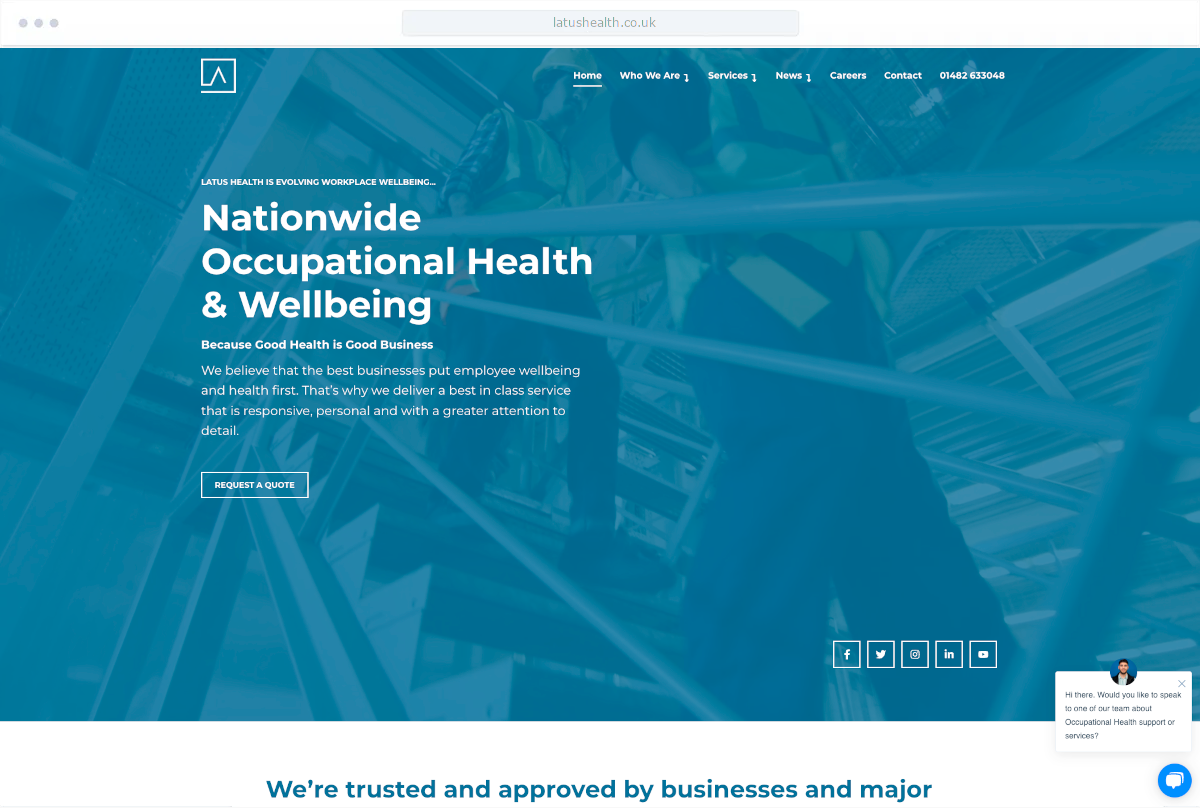 latushealth.co.uk
Home Who We Are Services News Careers Contact 01482 633048
LATUS HEALTH IS EVOLVING WORKPLACE WELLBEING...
Nationwide
Occupational Health
& Wellbeing
Because Good Health is Good Business
We believe that the best businesses put employee wellbeing
and health first. That’s why we deliver a best in class service
that is responsive, personal and with a greater attention to
detail.
REQUEST A QUOTE
Hi there. Would you like to speak
to one of our team about
Occupational Health support or
services?
We’re trusted and approved by businesses and major